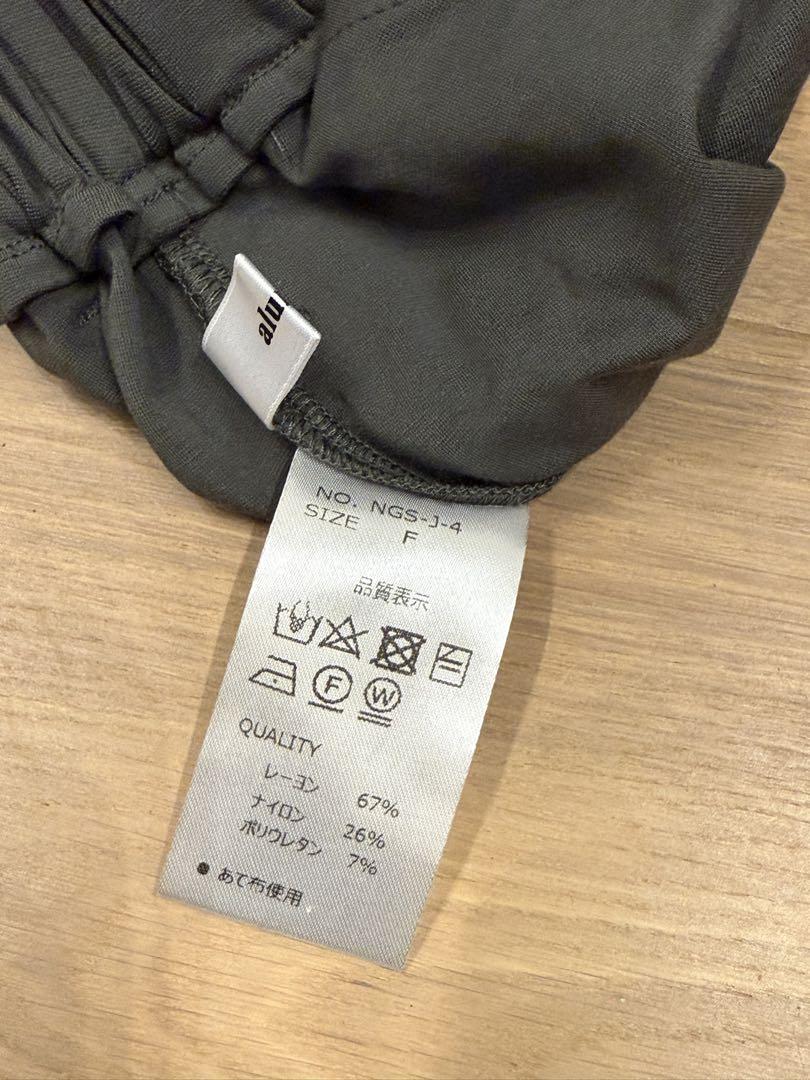 alu
NO. NGS-J-4
SIZE F
品質表示
F W
QUALITY
レーヨン 67%
ナイロン 26%
ポリウレタン 7%
● あて布使用